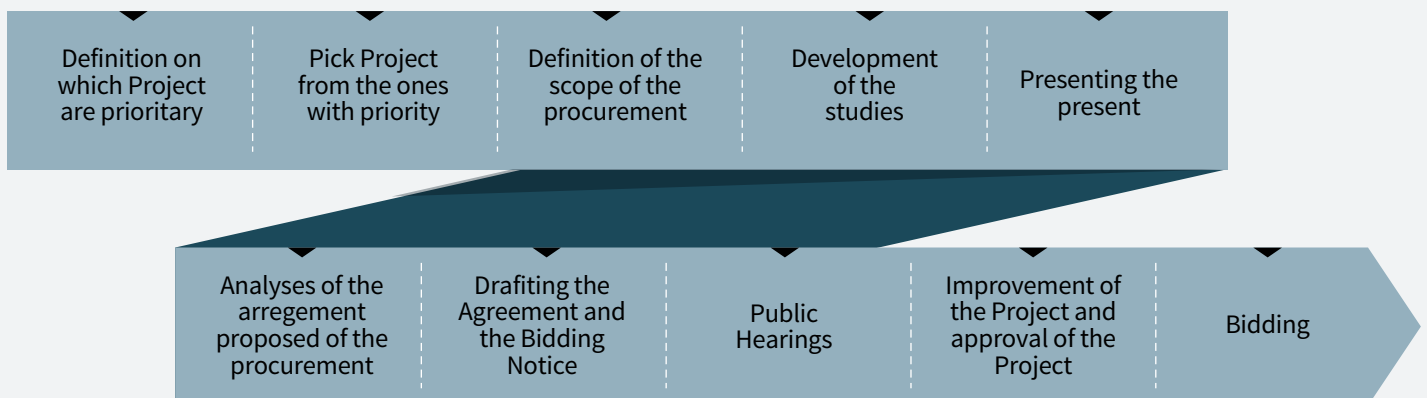 Definition on
which Project
are prioritary
Pick Project
from the ones
with priority
Definition of the
scope of the
procurement
Development
of the
studies
Presenting the
present
Analyses of the
arregement
proposed of the
procurement
Drafiting the
Agreement and
the Bidding
Notice
Public
Hearings
Improvement of
the Project and
approval of the
Project
Bidding